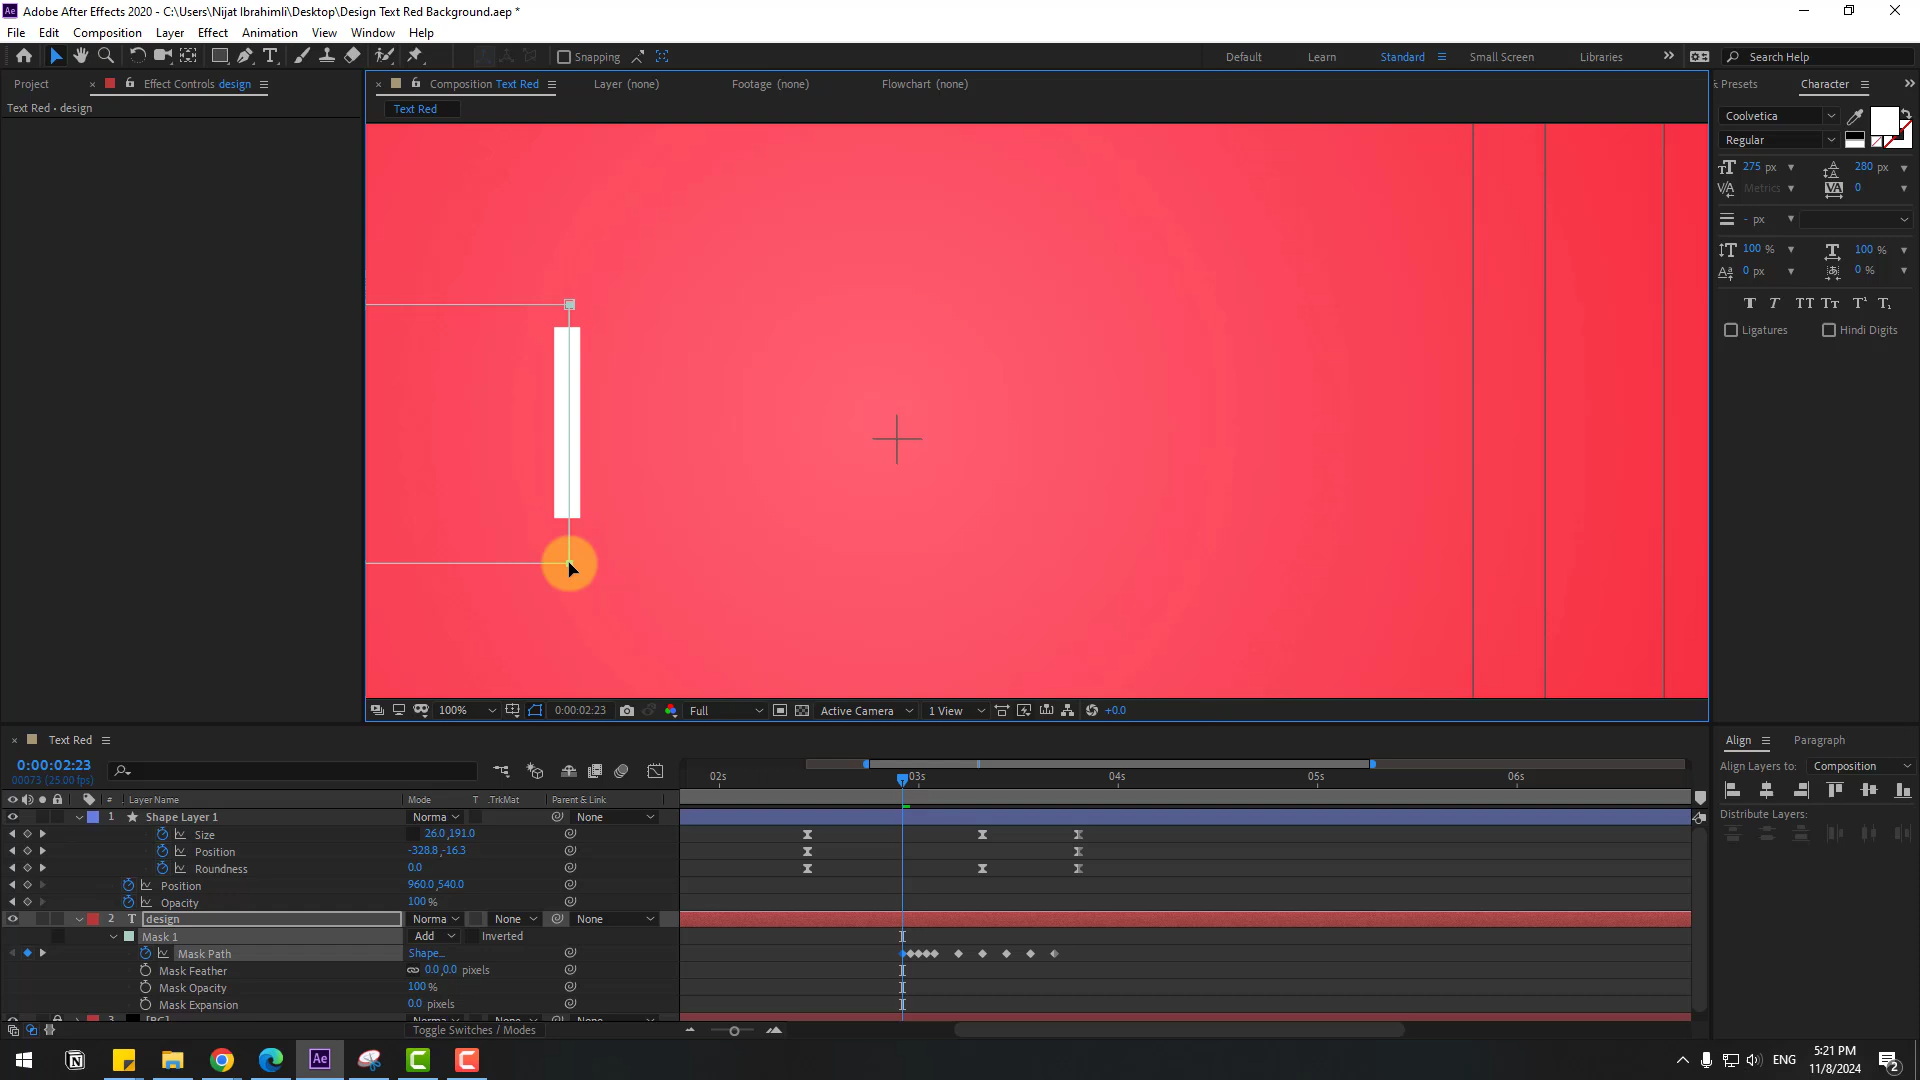 Adobe After Effects 2020 - C:\Users\Nijat Ibrahimli\Desktop\Design Text Red Background.aep *
File Edit Composition Layer Effect Animation View Window Help
Snapping Default Learn Standard Small Screen Libraries Search Help
Project Effect Controls design Composition Text Red Layer (none) Footage (none) Flowchart (none) Presets Character
Text Red • design Text Red
Coolvetica
Regular
275 px 280 px
Metrics 0
- px
100 % 100 %
0 px 0 %
Ligatures Hindi Digits
100% 0:00:02:23 Full Active Camera 1 View +0.0
Text Red Align Paragraph
0:00:02:23
00073 (25.00 fps)
Align Layers to: Composition
02s 03s 04s 05s 06s
# Layer Name Mode T .TrkMat Parent & Link
Distribute Layers:
1 Shape Layer 1 Norma None
Size 26.0,191.0
Position -328.8,-16.3
Roundness 0.0
Position 960.0,540.0
Opacity 100 %
2 T design Norma None None
Mask 1 Add Inverted
Mask Path Shape...
Mask Feather 0.0,0.0 pixels
Mask Opacity 100 %
Mask Expansion 0.0 pixels
Toggle Switches / Modes
ENG 5:21 PM
11/8/2024 2